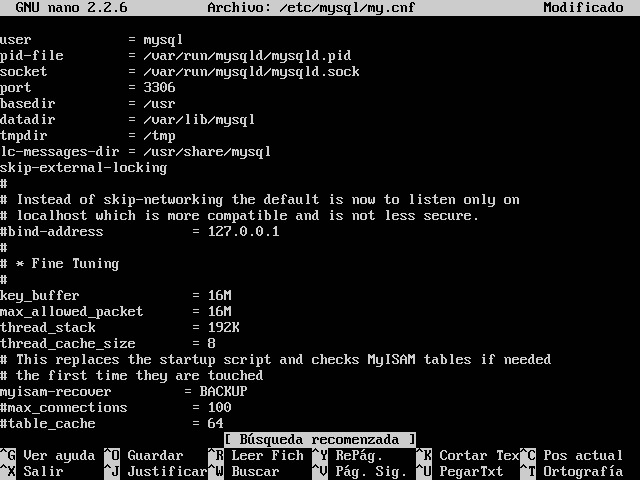 GNU nano 2.2.6 Archivo: /etc/mysql/my.cnf Modificado
user = mysql
pid-file = /var/run/mysqld/mysqld.pid
socket = /var/run/mysqld/mysqld.sock
port = 3306
basedir = /usr
datadir = /var/lib/mysql
tmpdir = /tmp
lc-messages-dir = /usr/share/mysql
skip-external-locking
#
# Instead of skip-networking the default is now to listen only on
# localhost which is more compatible and is not less secure.
#bind-address = 127.0.0.1
#
# * Fine Tuning
#
key_buffer = 16M
max_allowed_packet = 16M
thread_stack = 192K
thread_cache_size = 8
# This replaces the startup script and checks MyISAM tables if needed
# the first time they are touched
myisam-recover = BACKUP
#max_connections = 100
#table_cache = 64
[ Búsqueda recomenzada ]
^G Ver ayuda ^O Guardar ^R Leer Fich ^Y RePág. ^K Cortar Tex ^C Pos actual
^X Salir ^J Justificar ^W Buscar ^V Pág. Sig. ^U PegarTxt ^T Ortografía